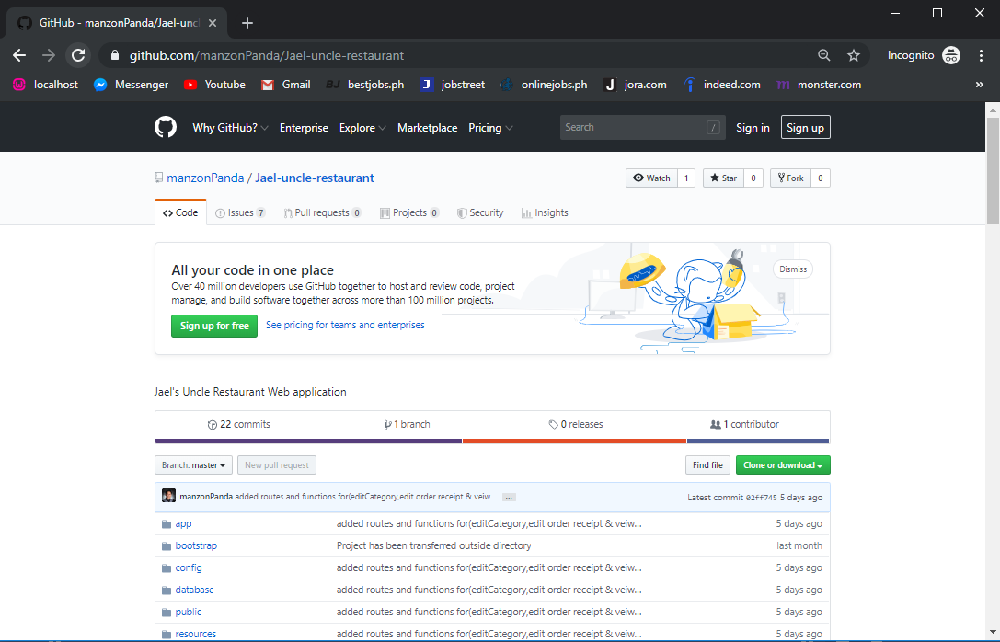 GitHub - manzonPanda/Jael-uncl
github.com/manzonPanda/Jael-uncle-restaurant
Incognito
localhost
Messenger
YouTube
Gmail
BJ bestjobs.ph
J jobstreet
onlinejobs.ph
J jora.com
indeed.com
m monster.com
»
Why GitHub?
Enterprise
Explore
Marketplace
Pricing
Search /
Sign in
Sign up
manzonPanda / Jael-uncle-restaurant
Watch 1
Star 0
Fork 0
Code
Issues 7
Pull requests 0
Projects 0
Security
Insights
All your code in one place
Over 40 million developers use GitHub together to host and review code, project
manage, and build software together across more than 100 million projects.
Sign up for free
See pricing for teams and enterprises
Dismiss
Jael's Uncle Restaurant Web application
22 commits
1 branch
0 releases
1 contributor
Branch: master
New pull request
Find file
Clone or download
manzonPanda added routes and functions for(editCategory,edit order receipt & veiw... ...
Latest commit 02ff745 5 days ago
app added routes and functions for(editCategory,edit order receipt & veiw... 5 days ago
bootstrap Project has been transferred outside directory last month
config added routes and functions for(editCategory,edit order receipt & veiw... 5 days ago
database added routes and functions for(editCategory,edit order receipt & veiw... 5 days ago
public added routes and functions for(editCategory,edit order receipt & veiw... 5 days ago
resources added routes and functions for(editCategory,edit order receipt & veiw... 5 days ago